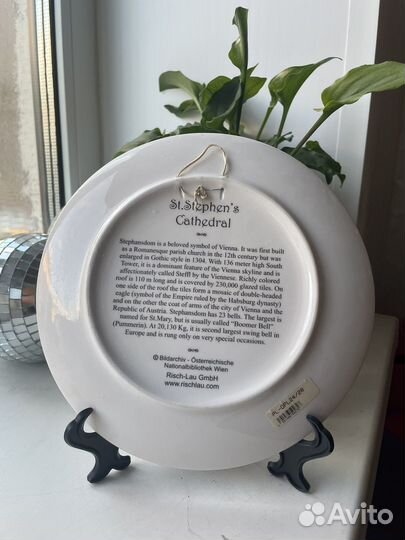 St.Stephen's
Cathedral
Stephansdom is a beloved symbol of Vienna. It was first built
as a Romanesque parish church in the 12th century but was
enlarged in Gothic style in 1304. With 136 meter high South
Tower, it is a dominant feature of the Vienna skyline and is
affectionately called Steffl by the Viennese. Richly colored
roof is 110 m long and is covered by 230,000 glazed tiles. On
one side of the roof the tiles form a mosaic of double-headed
eagle (symbol of the Empire ruled by the Habsburg dynasty)
and on the other the coat of arms of the city of Vienna and the
Republic of Austria. Stephansdom has 23 bells. The largest is
named for St.Mary, but is usually called "Boomer Bell"
(Pummerin). At 20,130 Kg, it is second largest swing bell in
Europe and is rung only on very special occasions.
© Bildarchiv - Österreichische
Nationalbibliothek Wien
Risch-Lau GmbH
www.rischlau.com
PL-OPL24/20
Avito